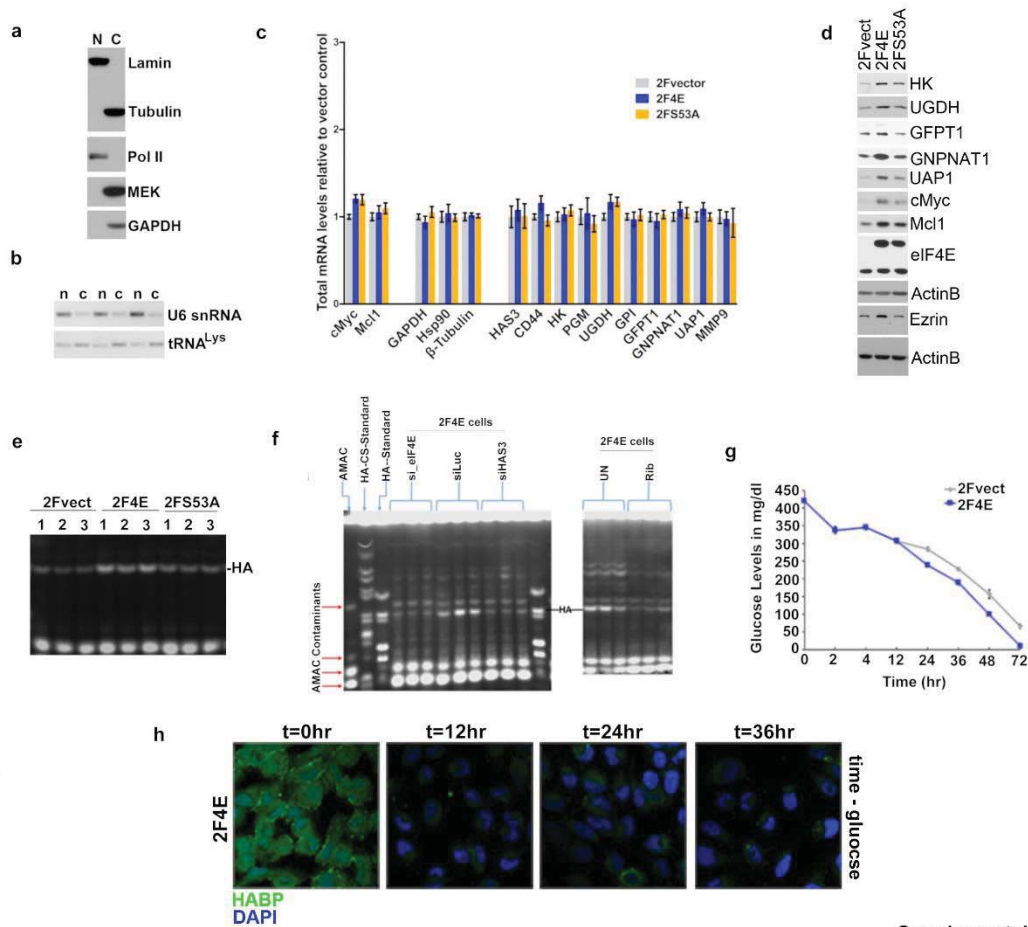 a
N C
Lamin
Tubulin
Pol II
MEK
GAPDH
b
n c n c n c
U6 snRNA
tRNALys
c
Total mRNA levels relative to vector control
3
2
1
0
2Fvector
2F4E
2FS53A
cMyc
Mcl1
GAPDH
Hsp90
β-Tubulin
HAS3
CD44
HK
PGM
UGDH
GPI
GFPT1
GNPNAT1
UAP1
MMP9
d
2Fvect
2F4E
2FS53A
HK
UGDH
GFPT1
GNPNAT1
UAP1
cMyc
Mcl1
eIF4E
ActinB
Ezrin
ActinB
e
2Fvect 2F4E 2FS53A
1 2 3 1 2 3 1 2 3
-HA
f
2F4E cells
AMAC
HA-CS-Standard
HA--Standard
si_eIF4E
siLuc
siHAS3
2F4E cells
UN
Rib
AMAC Contaminants
HA
g
2Fvect
2F4E
Glucose Levels in mg/dl
450
400
350
300
250
200
150
100
50
0
0 2 4 12 24 36 48 72
Time (hr)
h
t=0hr t=12hr t=24hr t=36hr
2F4E
time - gluocse
HABP
DAPI